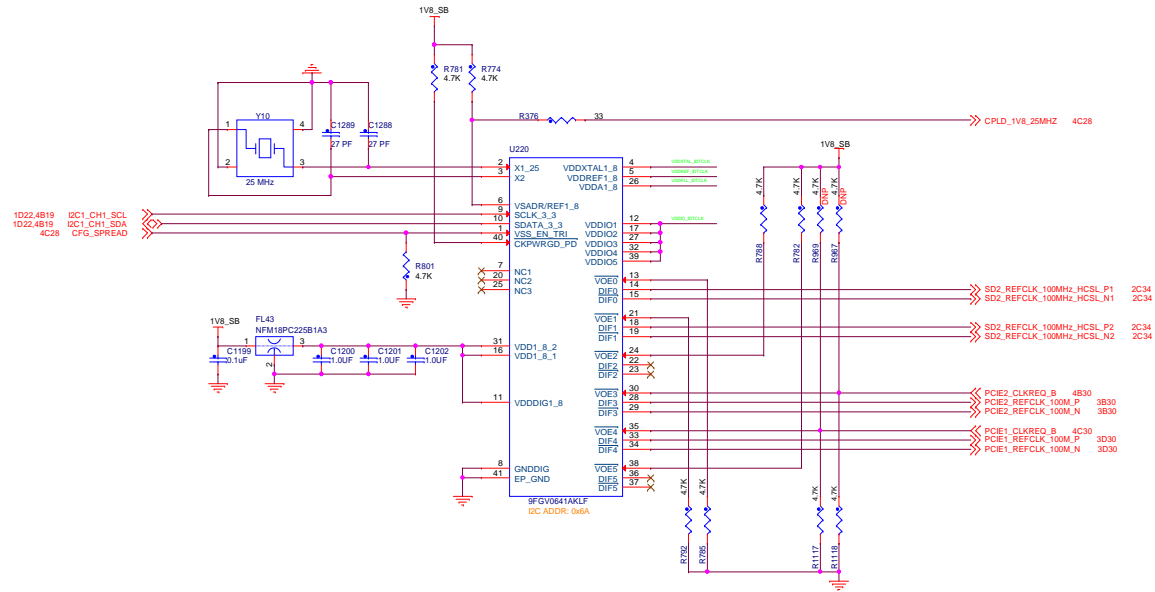 1V8_SB
R781
4.7K
R774
4.7K
R376
33
CPLD_1V8_25MHZ 4C28
Y10
1
4
2
3
25 MHz
C1289
27 PF
C1288
27 PF
U220
2 X1_25
3 X2
6 VSADR/REF1_8
9 SCLK_3_3
10 SDATA_3_3
1 VSS_EN_TRI
40 CKPWRGD_PD
7 NC1
20 NC2
25 NC3
31 VDD1_8_2
16 VDD1_8_1
11 VDDDIG1_8
8 GNDDIG
41 EP_GND
VDDXTAL1_8 4
VDDREF1_8 5
VDDA1_8 26
VDDIO1 12
VDDIO2 17
VDDIO3 27
VDDIO4 32
VDDIO5 39
VOE0 13
DIF0 14
DIF0 15
VOE1 21
DIF1 18
DIF1 19
VOE2 24
DIF2 22
DIF2 23
VOE3 30
DIF3 28
DIF3 29
VOE4 35
DIF4 33
DIF4 34
VOE5 38
DIF5 36
DIF5 37
9FGV0641AKLF
I2C ADDR: 0x6A
1D22,4B19 I2C1_CH1_SCL
1D22,4B19 I2C1_CH1_SDA
4C28 CFG_SPREAD
R801
4.7K
1V8_SB
FL43
NFM18PC225B1A3
1
3
2
C1199
0.1uF
C1200
1.0UF
C1201
1.0UF
C1202
1.0UF
1V8_SB
4.7K
R788
4.7K
R782
4.7K
DNP
R969
4.7K
DNP
R967
SD2_REFCLK_100MHz_HCSL_P1 2C34
SD2_REFCLK_100MHz_HCSL_N1 2C34
SD2_REFCLK_100MHz_HCSL_P2 2C34
SD2_REFCLK_100MHz_HCSL_N2 2C34
PCIE2_CLKREQ_B 4B30
PCIE2_REFCLK_100M_P 3B30
PCIE2_REFCLK_100M_N 3B30
PCIE1_CLKREQ_B 4C30
PCIE1_REFCLK_100M_P 3D30
PCIE1_REFCLK_100M_N 3D30
4.7K
R792
4.7K
R785
4.7K
R1117
4.7K
R1118